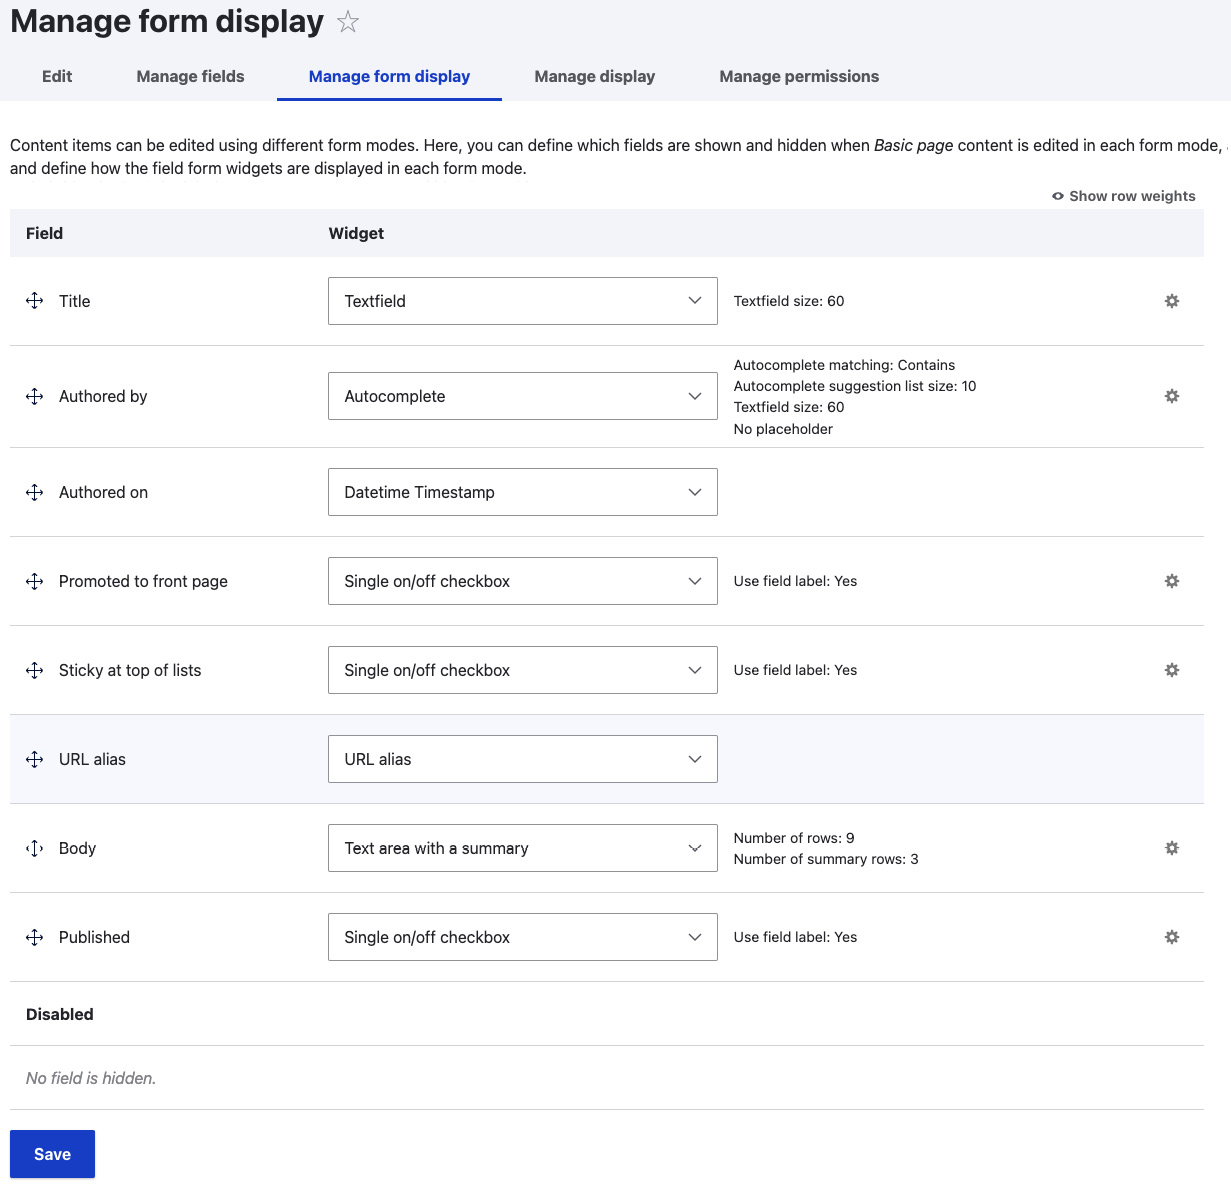 Manage form display
Edit Manage fields Manage form display Manage display Manage permissions
Content items can be edited using different form modes. Here, you can define which fields are shown and hidden when Basic page content is edited in each form mode,
and define how the field form widgets are displayed in each form mode.
Show row weights
Field Widget
Title Textfield Textfield size: 60
Authored by Autocomplete
Autocomplete matching: Contains
Autocomplete suggestion list size: 10
Textfield size: 60
No placeholder
Authored on Datetime Timestamp
Promoted to front page Single on/off checkbox Use field label: Yes
Sticky at top of lists Single on/off checkbox Use field label: Yes
URL alias URL alias
Body Text area with a summary
Number of rows: 9
Number of summary rows: 3
Published Single on/off checkbox Use field label: Yes
Disabled
No field is hidden.
Save